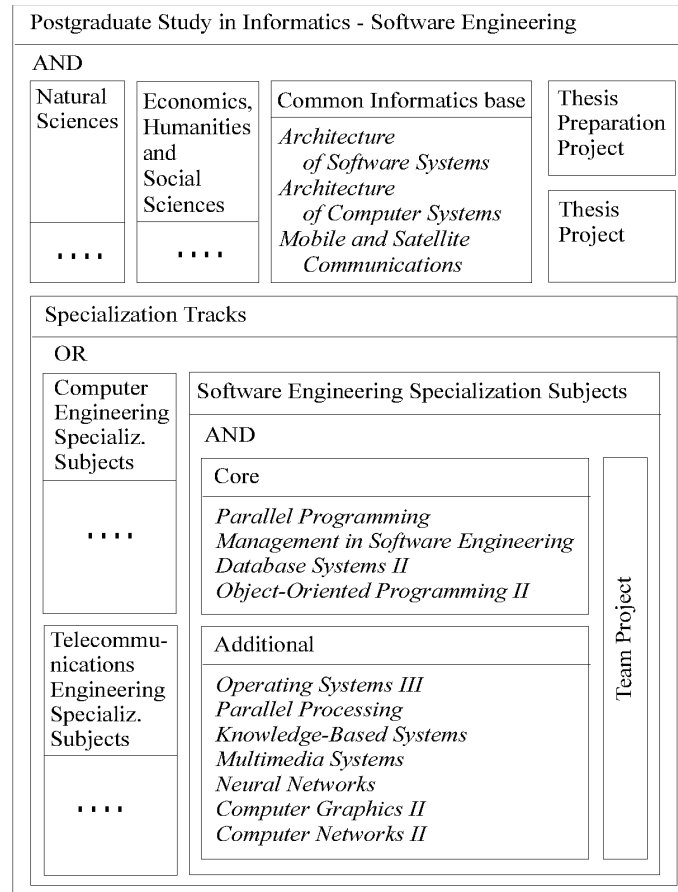 Postgraduate Study in Informatics - Software Engineering
AND
Natural
Sciences
....
Economics,
Humanities
and
Social
Sciences
....
Common Informatics base
Architecture
of Software Systems
Architecture
of Computer Systems
Mobile and Satellite
Communications
Thesis
Preparation
Project
Thesis
Project
Specialization Tracks
OR
Computer
Engineering
Specializ.
Subjects
....
Telecommu-
nications
Engineering
Specializ.
Subjects
....
Software Engineering Specialization Subjects
AND
Core
Parallel Programming
Management in Software Engineering
Database Systems II
Object-Oriented Programming II
Additional
Operating Systems III
Parallel Processing
Knowledge-Based Systems
Multimedia Systems
Neural Networks
Computer Graphics II
Computer Networks II
Team Project